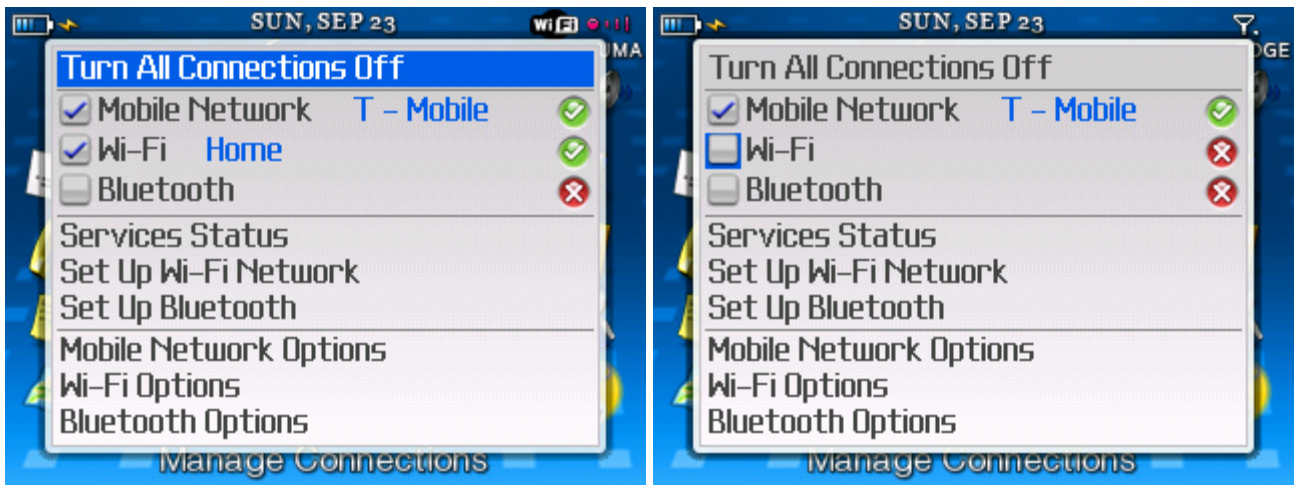 SUN, SEP 23
WiFi
UMA
Turn All Connections Off
Mobile Network T - Mobile
Wi-Fi Home
Bluetooth
Services Status
Set Up Wi-Fi Network
Set Up Bluetooth
Mobile Network Options
Wi-Fi Options
Bluetooth Options
Manage Connections
SUN, SEP 23
DGE
Turn All Connections Off
Mobile Network T - Mobile
Wi-Fi
Bluetooth
Services Status
Set Up Wi-Fi Network
Set Up Bluetooth
Mobile Network Options
Wi-Fi Options
Bluetooth Options
Manage Connections